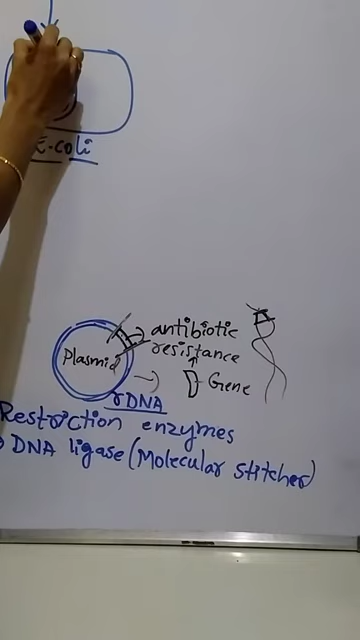 E-coli
antibiotic
resistance
Plasmid
Gene
rDNA
Restriction enzymes
DNA ligase (Molecular stitcher)